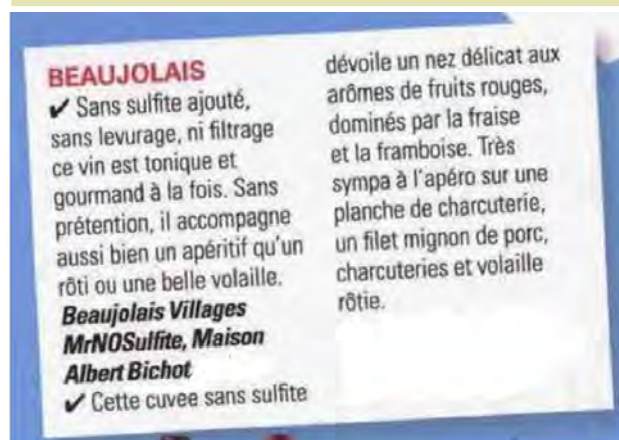 BEAUJOLAIS
✔ Sans sulfite ajouté,
sans levurage, ni filtrage
ce vin est tonique et
gourmand à la fois. Sans
prétention, il accompagne
aussi bien un apéritif qu'un
rôti ou une belle volaille.
Beaujolais Villages
MrNOSulfite, Maison
Albert Bichot
✔ Cette cuvee sans sulfite
dévoile un nez délicat aux
arômes de fruits rouges,
dominés par la fraise
et la framboise. Très
sympa à l'apéro sur une
planche de charcuterie,
un filet mignon de porc,
charcuteries et volaille
rôtie.